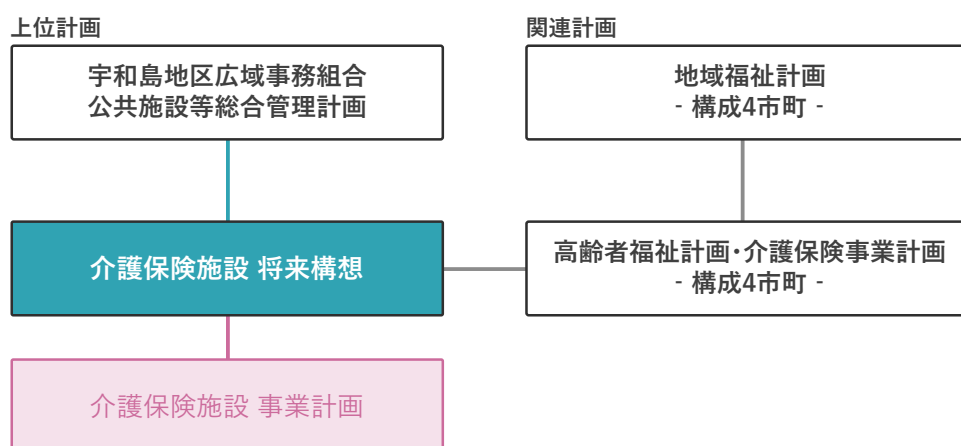 上位計画
宇和島地区広域事務組合
公共施設等総合管理計画
介護保険施設 将来構想
介護保険施設 事業計画
関連計画
地域福祉計画
- 構成4市町 -
高齢者福祉計画・介護保険事業計画
- 構成4市町 -